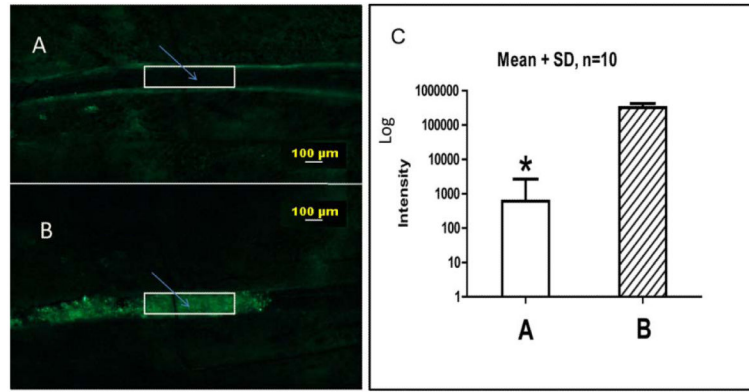 A
100 µm
B
100 µm
C
Mean + SD, n=10
Log
Intensity
1000000
100000
10000
1000
100
10
1
*
A
B